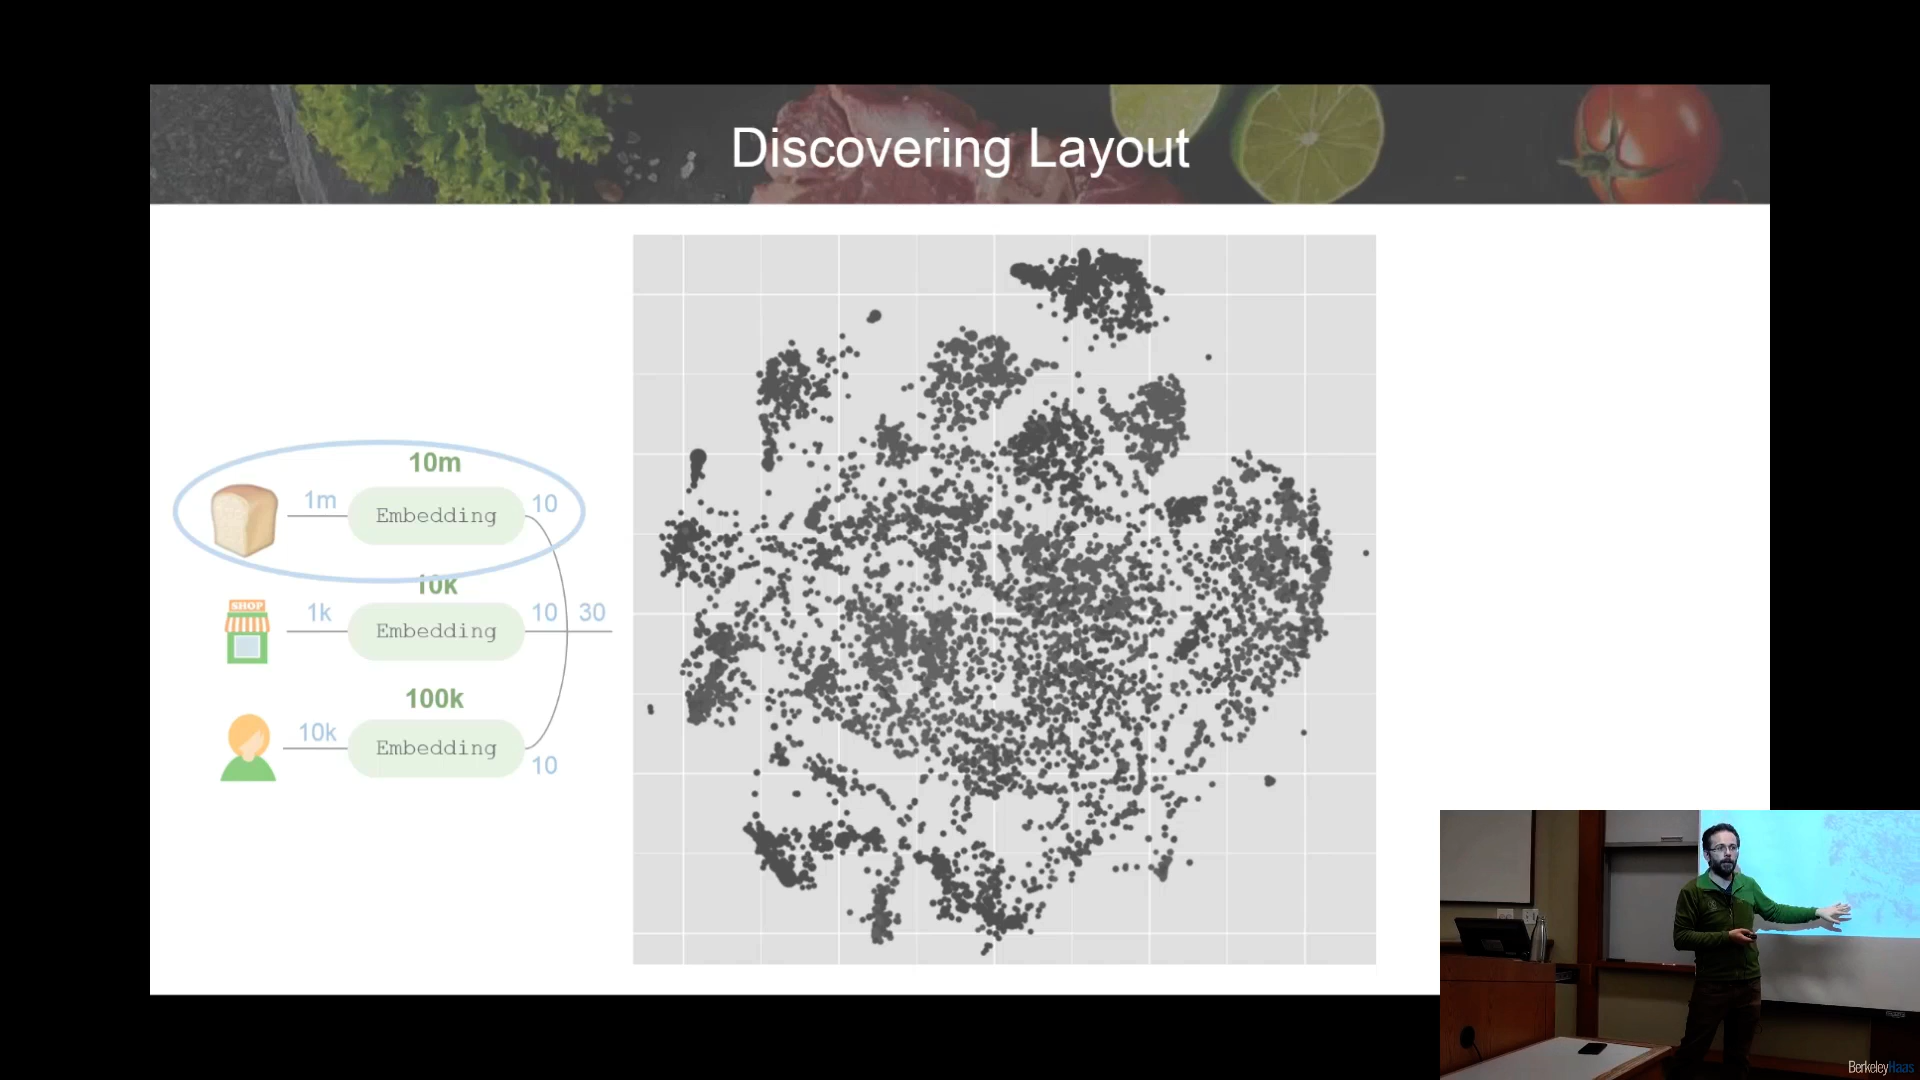 Discovering Layout
10m
1m
Embedding
10
10k
SHOP
1k
Embedding
10
30
100k
10k
Embedding
10
BerkeleyHaas